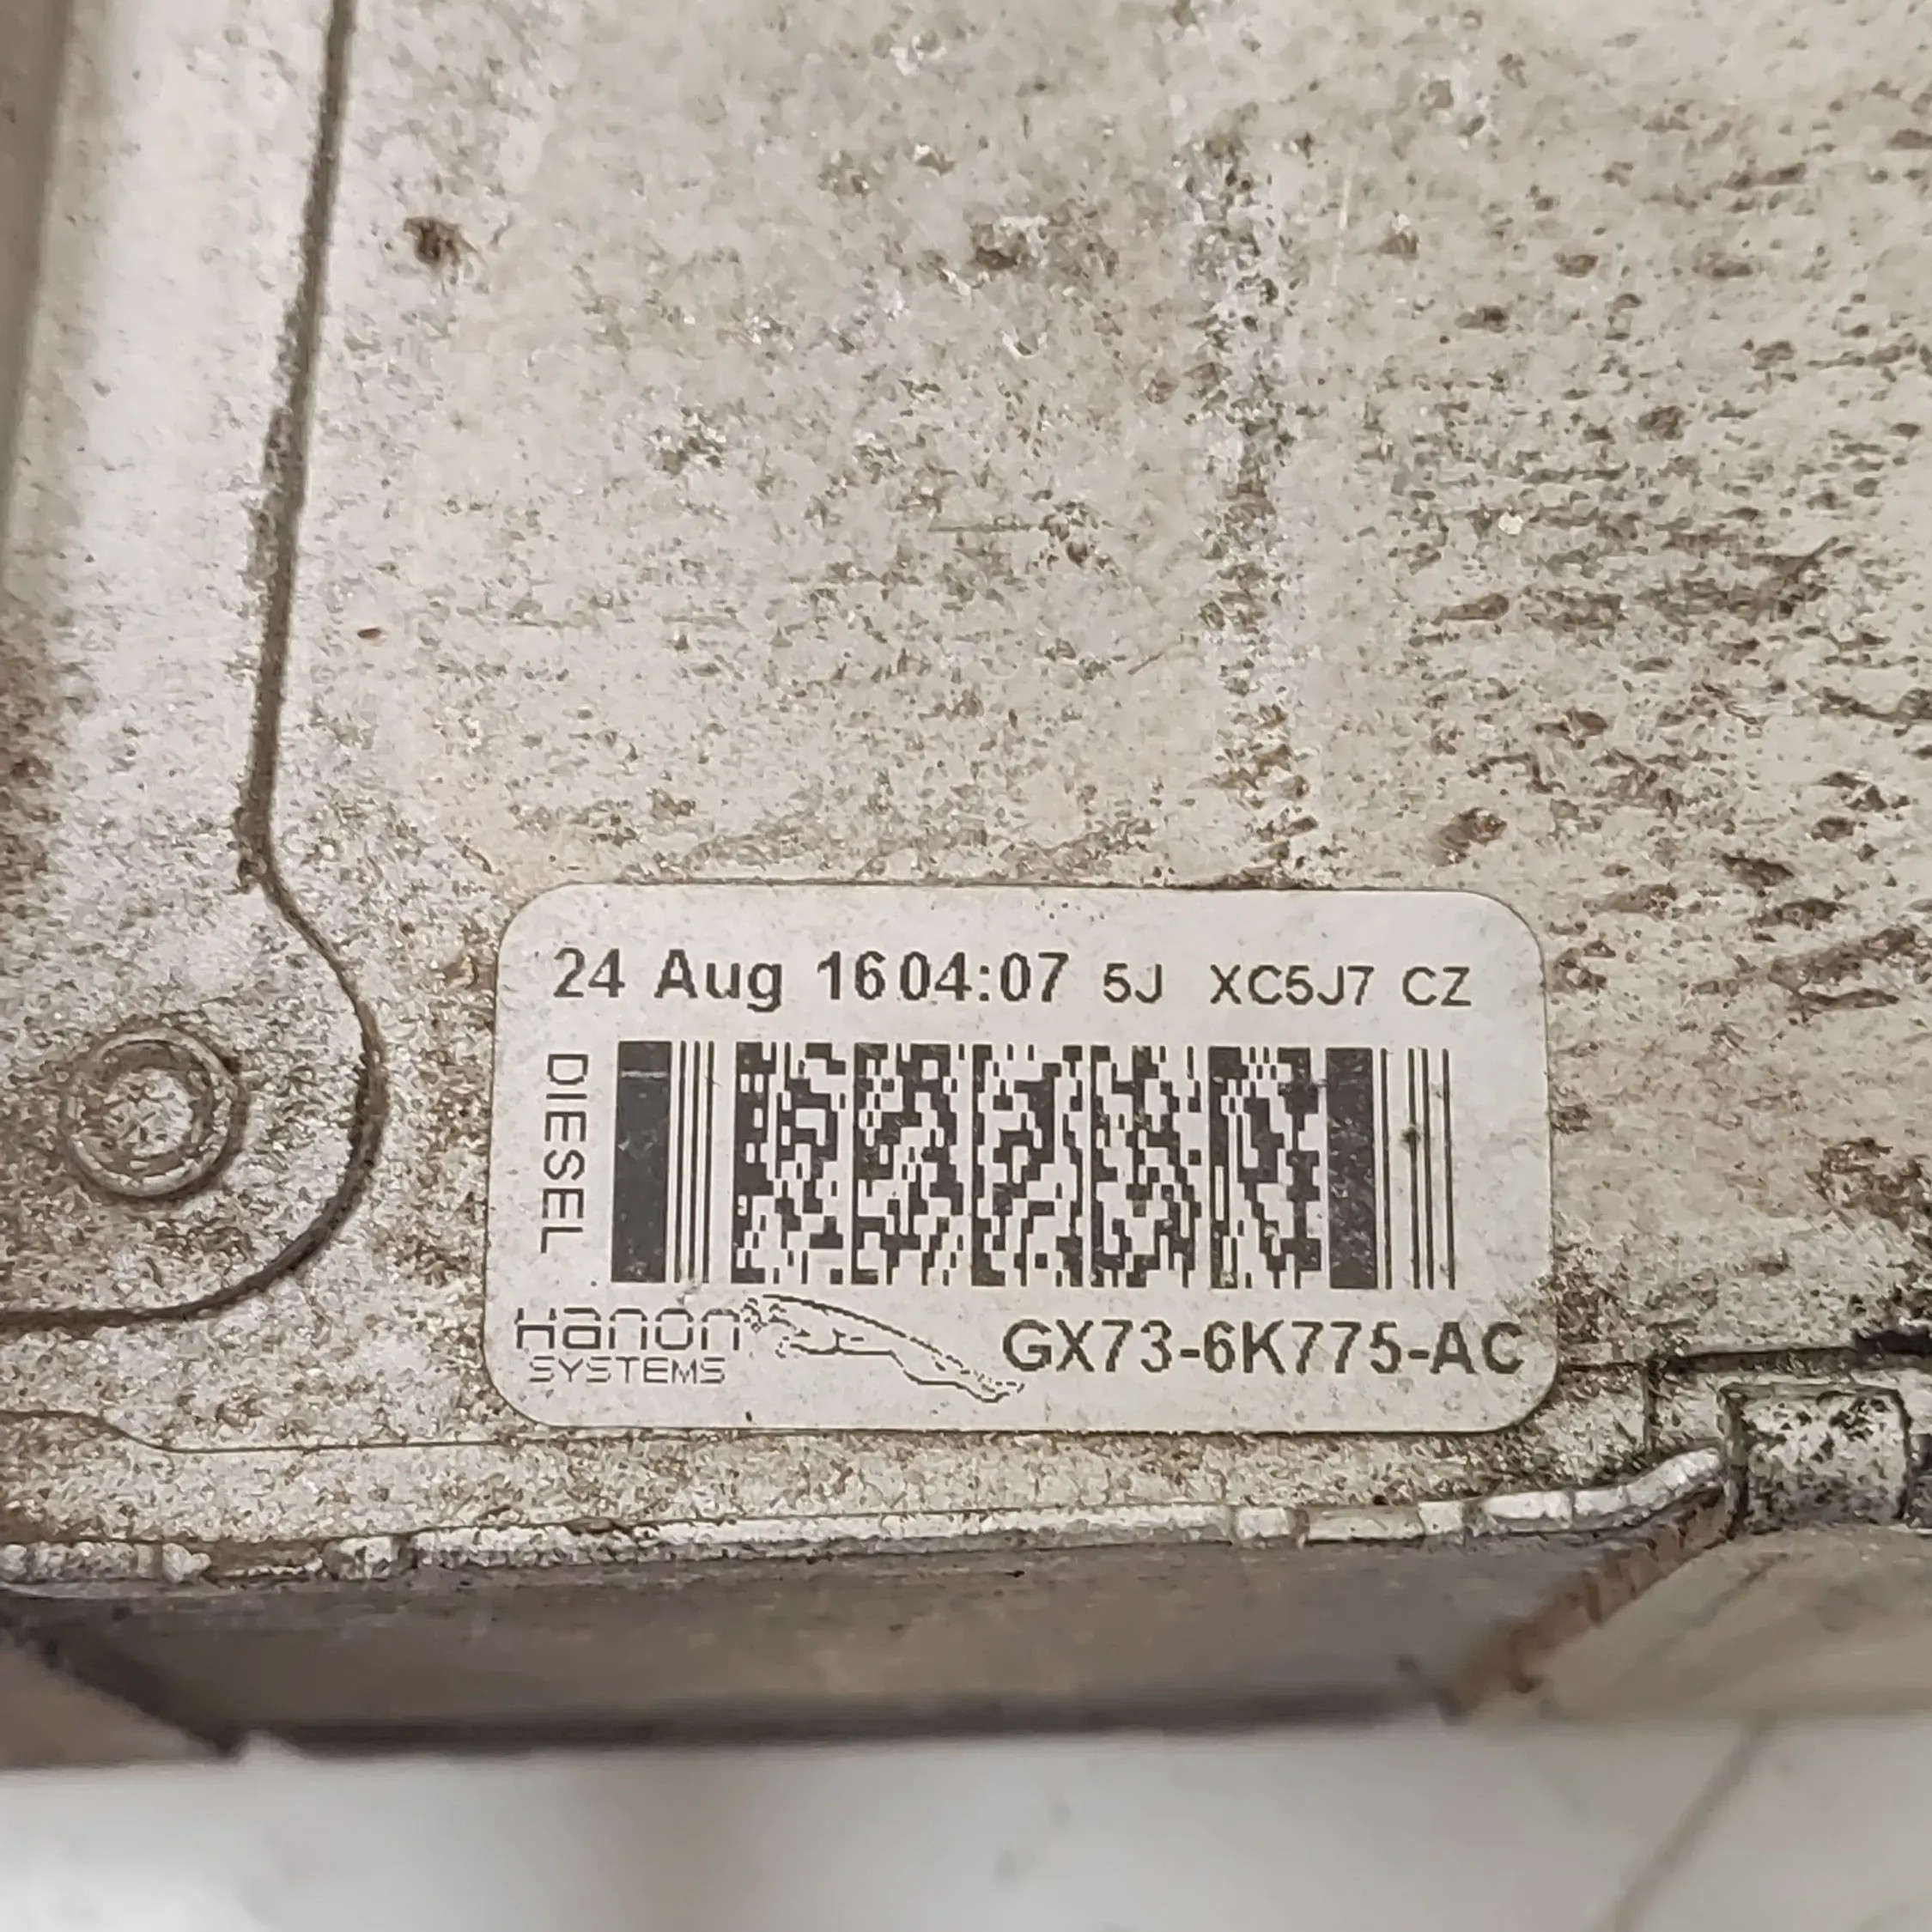 24 Aug 16 04:07 5J XC5J7 CZ
DIESEL
Hanon
SYSTEMS
GX73-6K775-AC